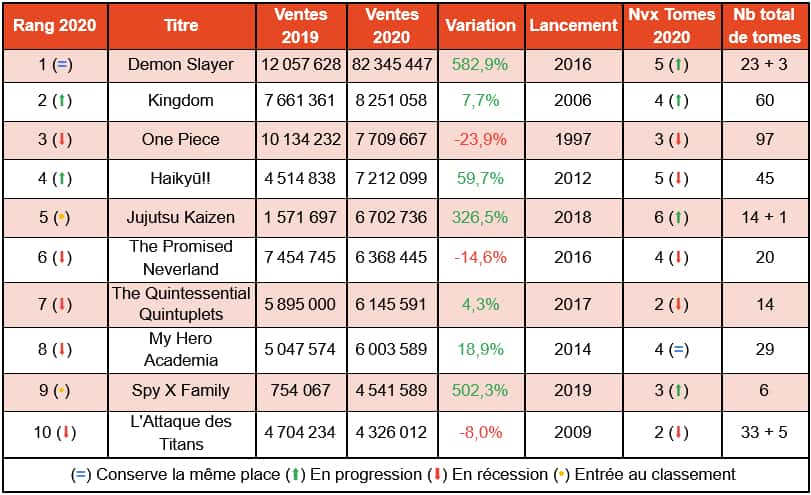 Rang 2020 Titre Ventes 2019 Ventes 2020 Variation Lancement Nvx Tomes 2020 Nb total de tomes
1 (=) Demon Slayer 12 057 628 82 345 447 582,9% 2016 5 (⬆) 23 + 3
2 (⬆) Kingdom 7 661 361 8 251 058 7,7% 2006 4 (⬆) 60
3 (⬇) One Piece 10 134 232 7 709 667 -23,9% 1997 3 (⬇) 97
4 (⬆) Haikyū!! 4 514 838 7 212 099 59,7% 2012 5 (⬇) 45
5 (•) Jujutsu Kaizen 1 571 697 6 702 736 326,5% 2018 6 (⬆) 14 + 1
6 (⬇) The Promised Neverland 7 454 745 6 368 445 -14,6% 2016 4 (⬇) 20
7 (⬇) The Quintessential Quintuplets 5 895 000 6 145 591 4,3% 2017 2 (⬇) 14
8 (⬇) My Hero Academia 5 047 574 6 003 589 18,9% 2014 4 (=) 29
9 (•) Spy X Family 754 067 4 541 589 502,3% 2019 3 (⬆) 6
10 (⬇) L'Attaque des Titans 4 704 234 4 326 012 -8,0% 2009 2 (⬇) 33 + 5
(=) Conserve la même place (⬆) En progression (⬇) En récession (•) Entrée au classement